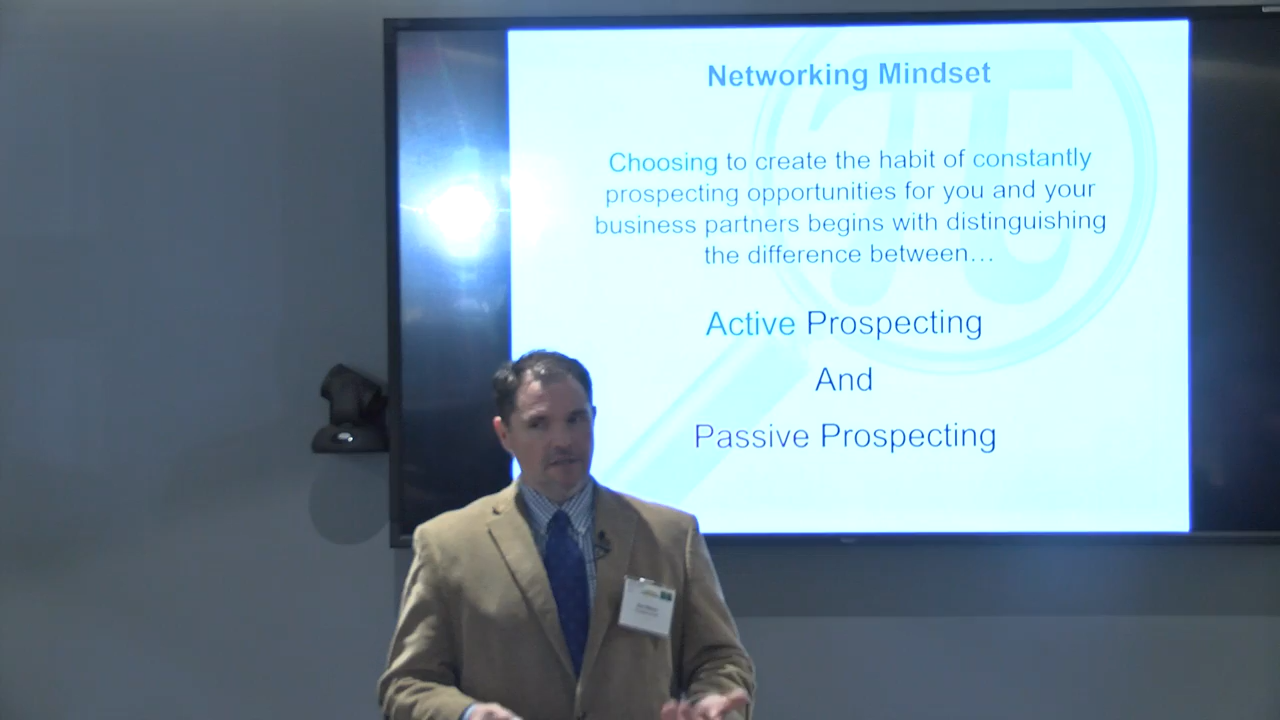 Networking Mindset
Choosing to create the habit of constantly
prospecting opportunities for you and your
business partners begins with distinguishing
the difference between…
Active Prospecting
And
Passive Prospecting